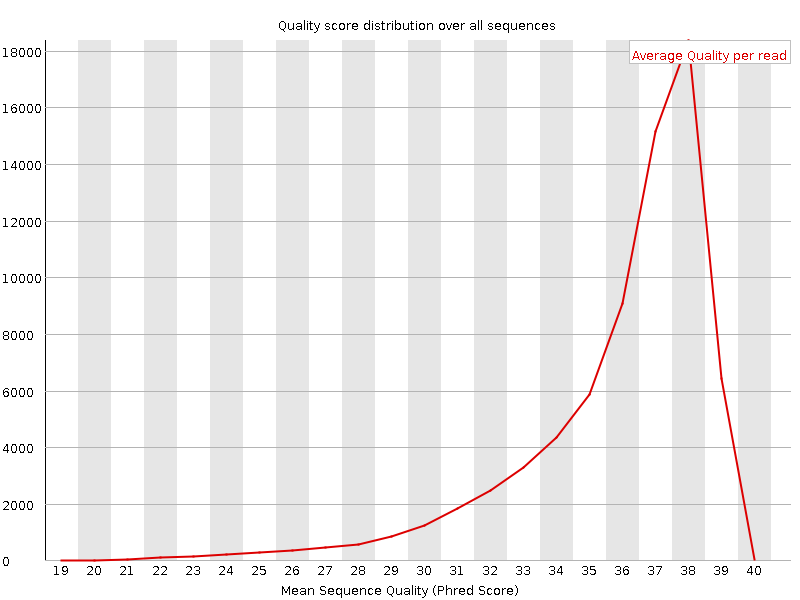 Quality score distribution over all sequences
Average Quality per read
18000
16000
14000
12000
10000
8000
6000
4000
2000
0
19 20 21 22 23 24 25 26 27 28 29 30 31 32 33 34 35 36 37 38 39 40
Mean Sequence Quality (Phred Score)